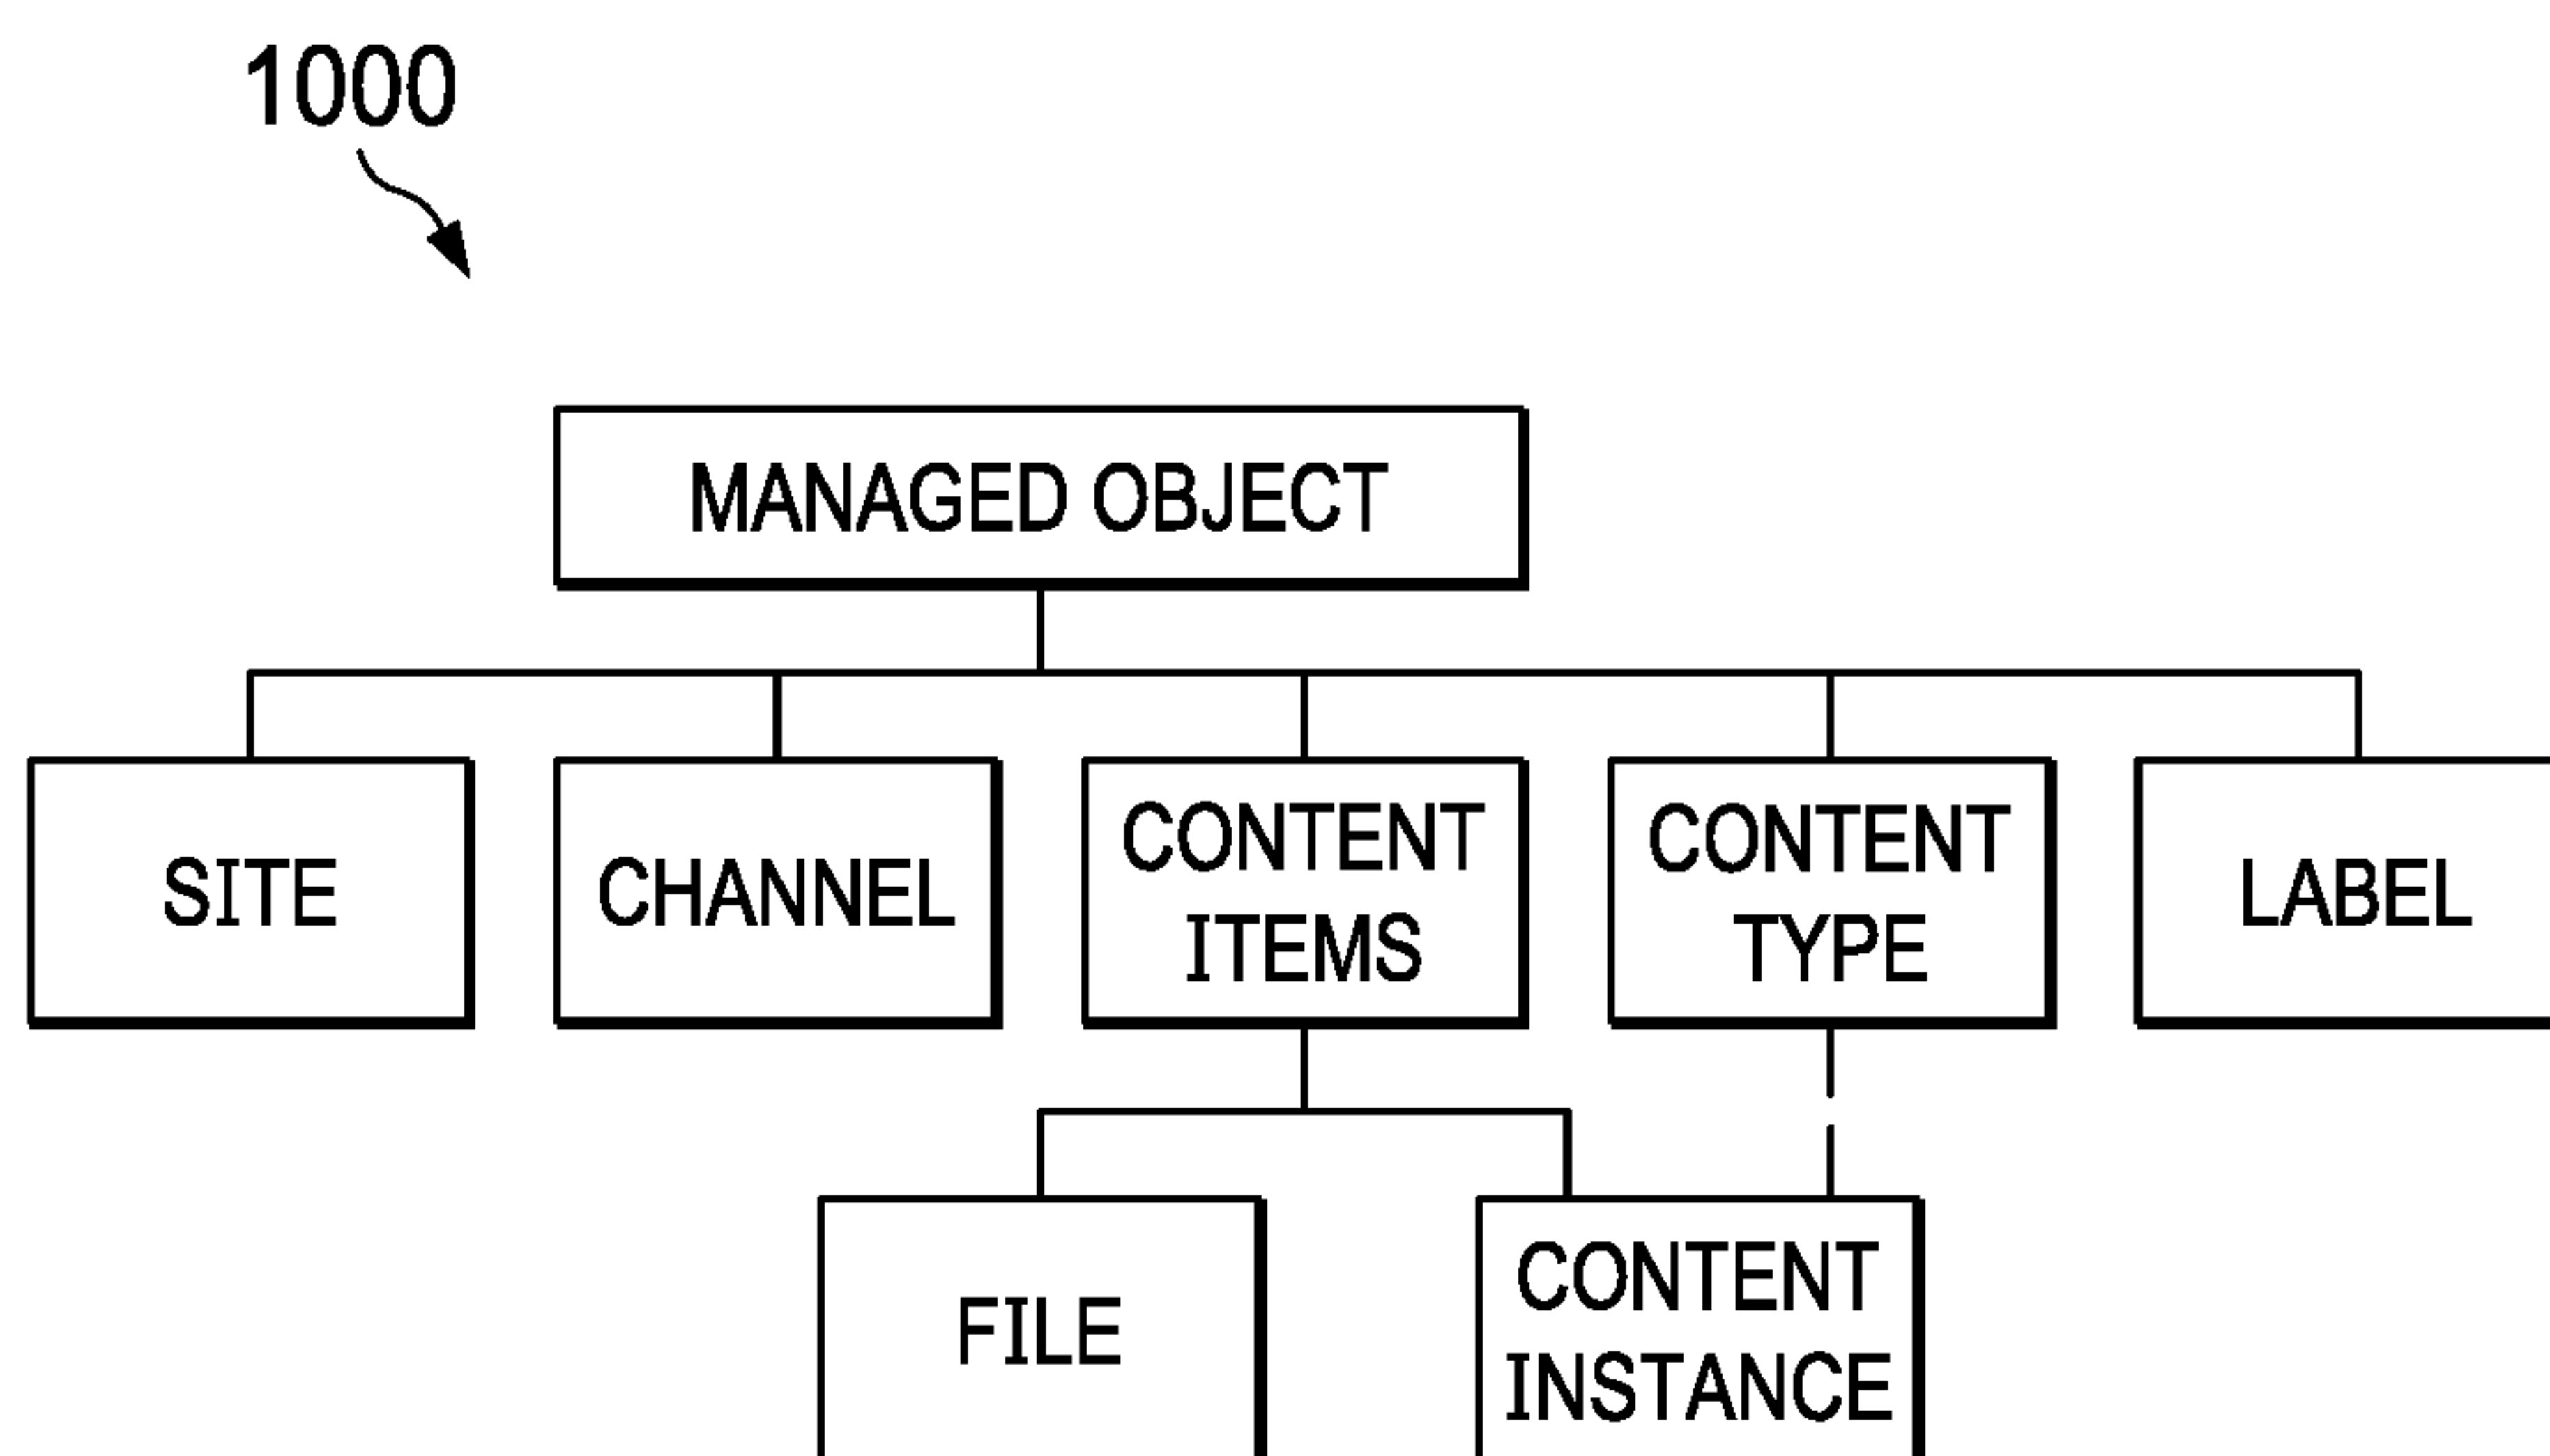 1000
MANAGED OBJECT
SITE
CHANNEL
CONTENT
ITEMS
CONTENT
TYPE
LABEL
FILE
CONTENT
INSTANCE